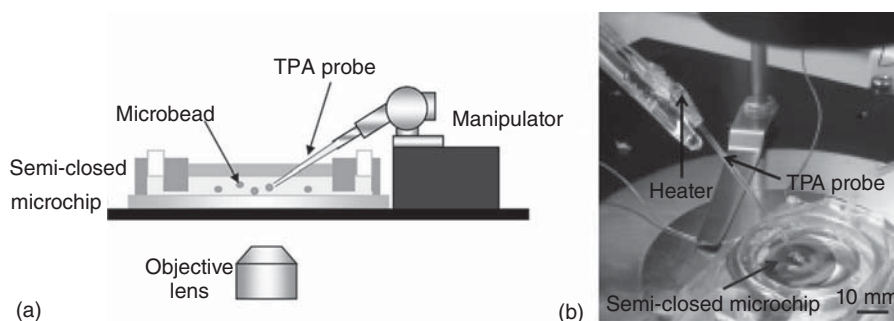 TPA probe
Microbead
Manipulator
Semi-closed
microchip
Objective
lens
(a)
Heater
TPA probe
Semi-closed microchip
10 mm
(b)